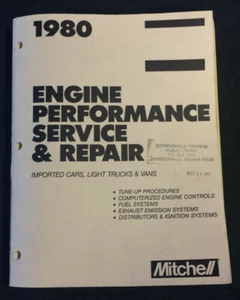 1980
ENGINE
PERFORMANCE
SERVICE
& REPAIR
IMPORTED CARS, LIGHT TRUCKS & VANS
• TUNE-UP PROCEDURES
• COMPUTERIZED ENGINE CONTROLS
• FUEL SYSTEMS
• EXHAUST EMISSION SYSTEMS
• DISTRIBUTORS & IGNITION SYSTEMS
Mitchell